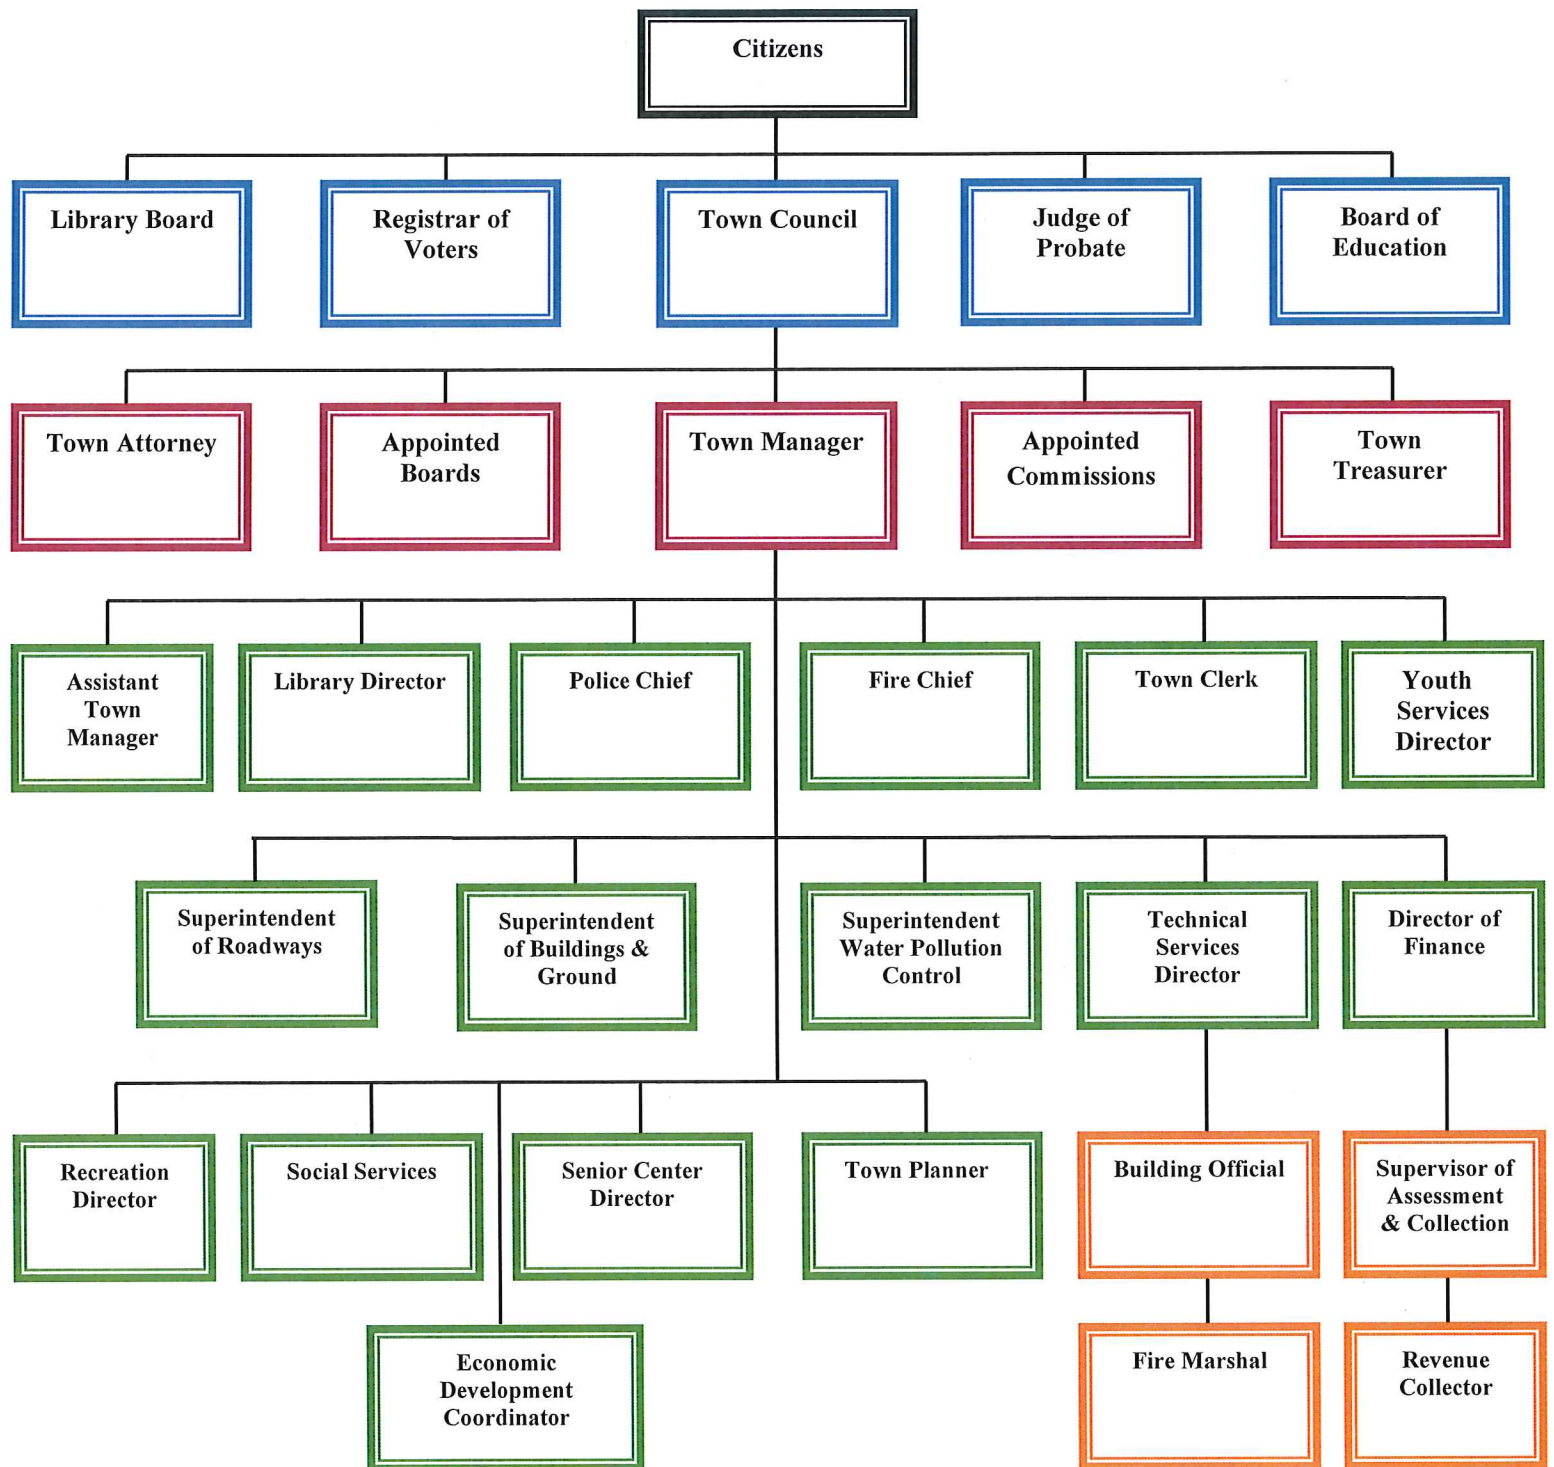 Citizens
Library Board
Registrar of
Voters
Town Council
Judge of
Probate
Board of
Education
Town Attorney
Appointed
Boards
Town Manager
Appointed
Commissions
Town
Treasurer
Assistant
Town
Manager
Library Director
Police Chief
Fire Chief
Town Clerk
Youth
Services
Director
Superintendent
of Roadways
Superintendent
of Buildings &
Ground
Superintendent
Water Pollution
Control
Technical
Services
Director
Director of
Finance
Recreation
Director
Social Services
Senior Center
Director
Town Planner
Building Official
Supervisor of
Assessment
& Collection
Economic
Development
Coordinator
Fire Marshal
Revenue
Collector